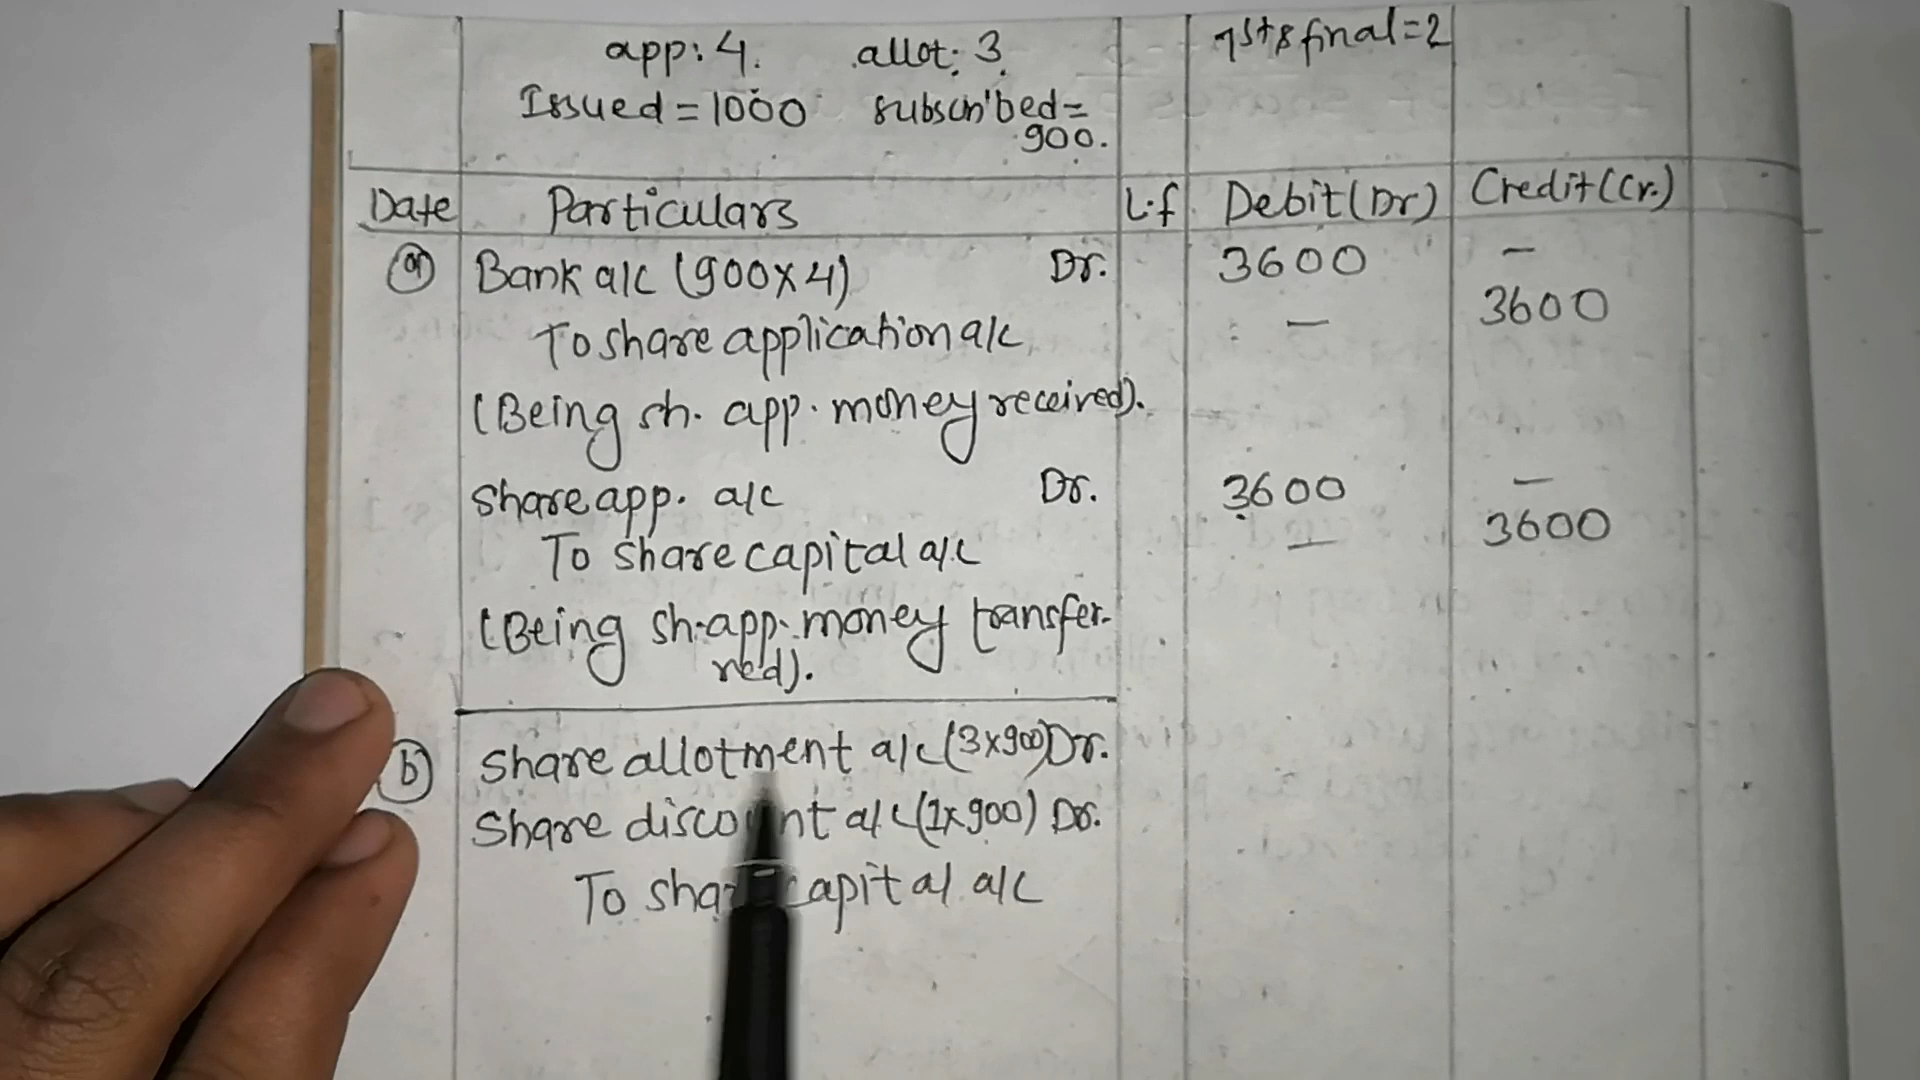 app: 4. allot: 3 1st & final = 2
Issued = 1000 subscribed =
900.
Date Particulars L.f Debit (Dr) Credit (Cr.)
(a) Bank a/c (900x4) Dr. 3600 —
To share application a/c — 3600
(Being sh. app. money received).
Share app. a/c Dr. 3600 —
To share capital a/c — 3600
(Being sh. app. money transfer-
red).
(b) Share allotment a/c (3x900) Dr.
Share discount a/c (1x900) Dr.
To share capital a/c